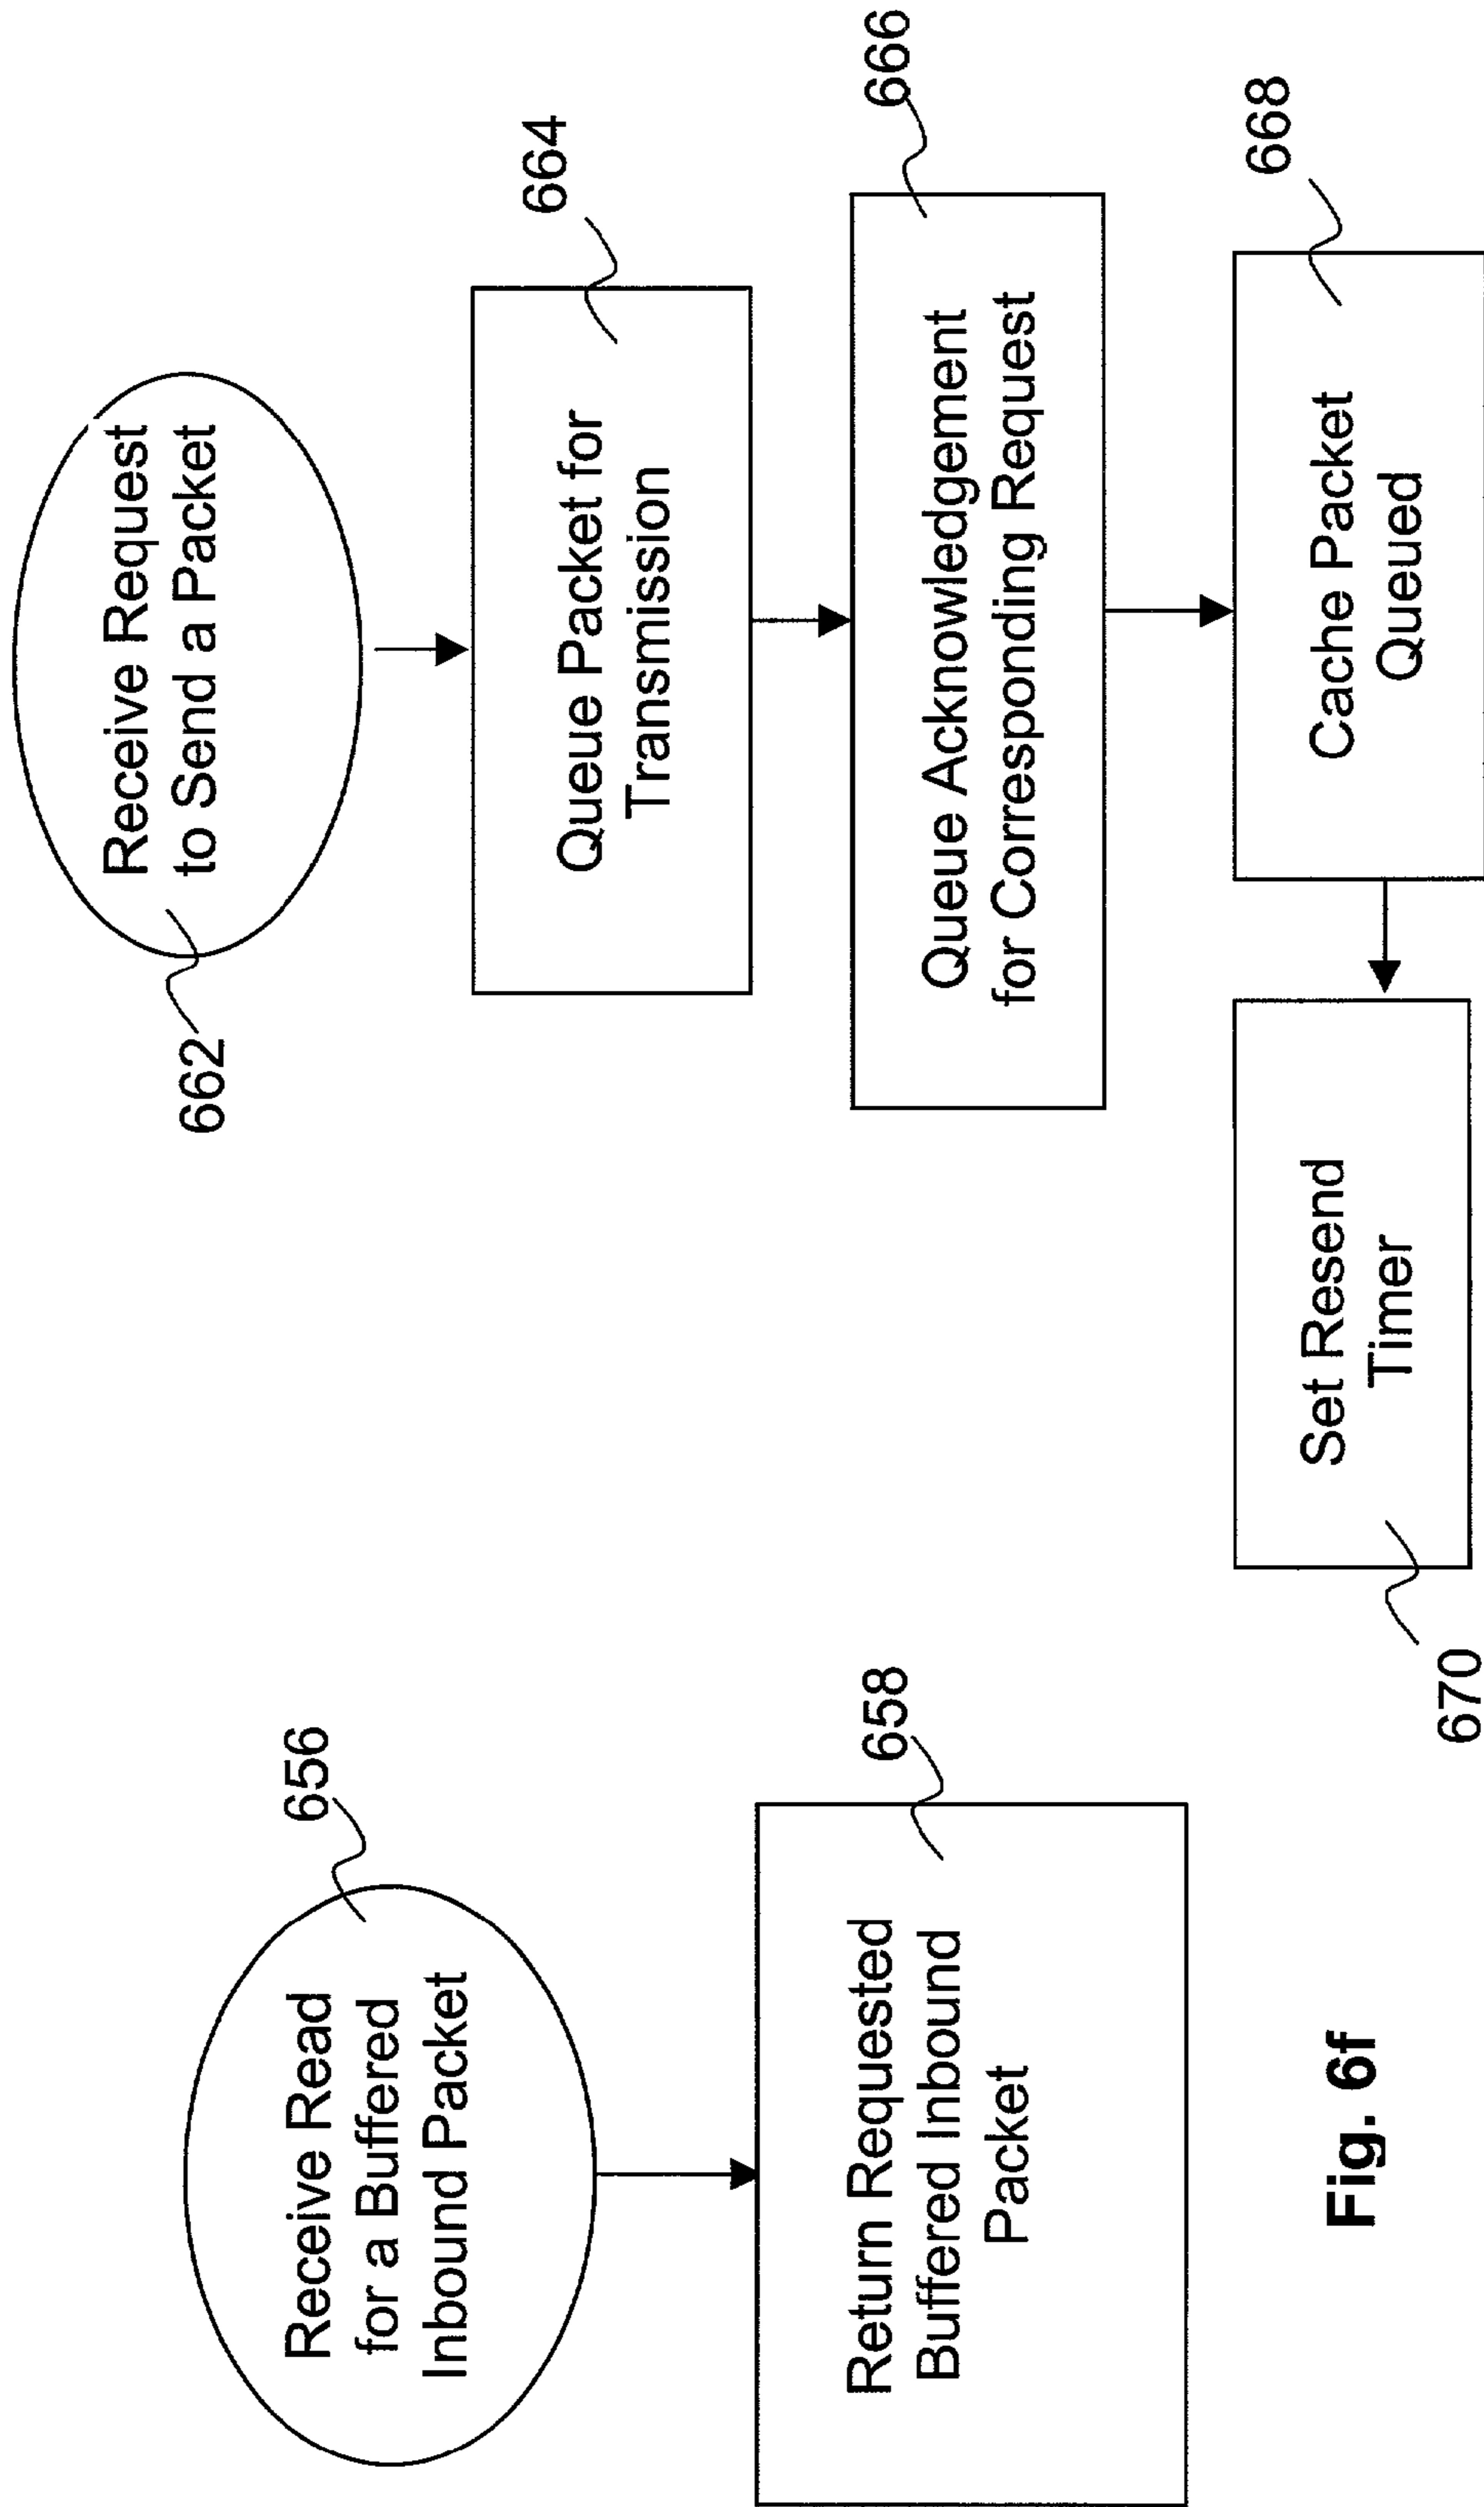 656
Receive Read
for a Buffered
Inbound Packet
658
Return Requested
Buffered Inbound
Packet
662
Receive Request
to Send a Packet
664
Queue Packet for
Transmission
666
Queue Acknowledgement
for Corresponding Request
668
Cache Packet
Queued
670
Set Resend
Timer
Fig. 6f